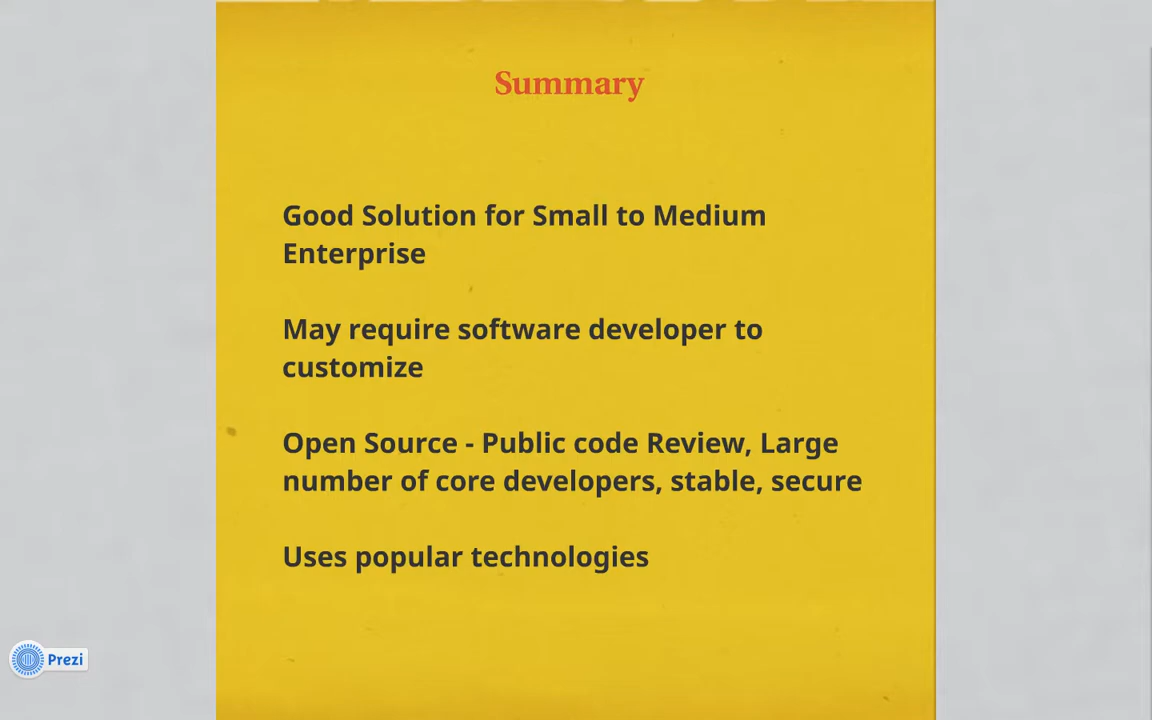 Summary
Good Solution for Small to Medium
Enterprise
May require software developer to
customize
Open Source - Public code Review, Large
number of core developers, stable, secure
Uses popular technologies
Prezi